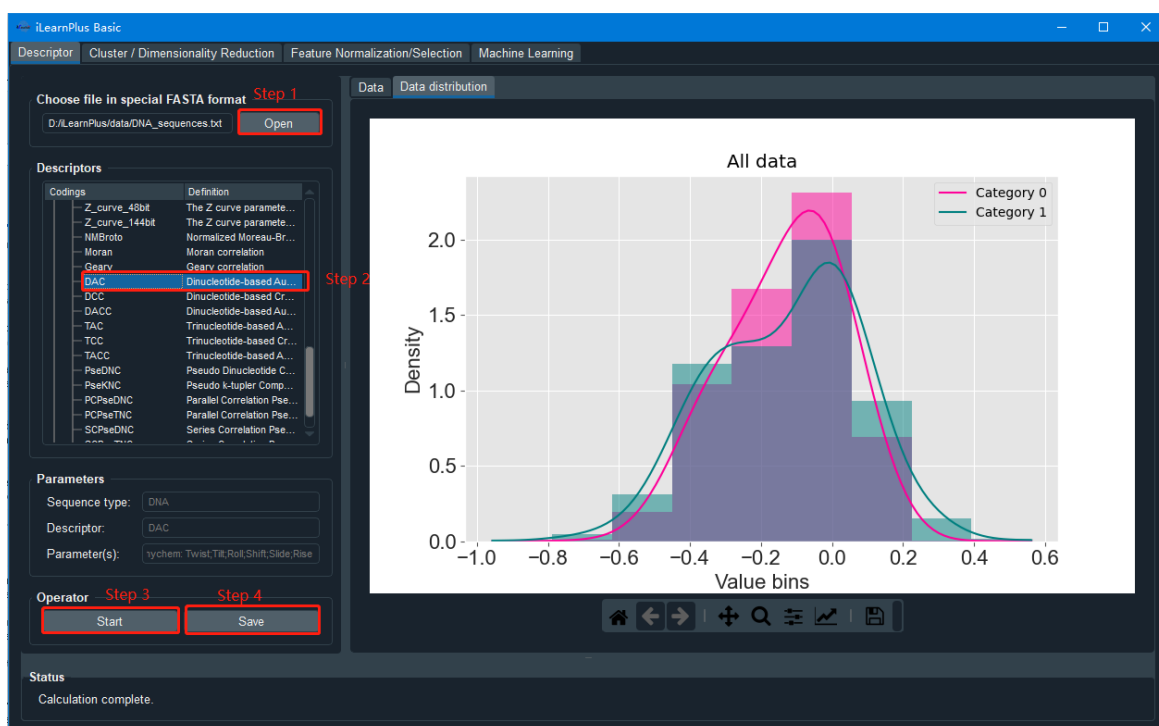 iLearnPlus Basic
Descriptor Cluster / Dimensionality Reduction Feature Normalization/Selection Machine Learning
Choose file in special FASTA format Step 1
D:/iLearnPlus/data/DNA_sequences.txt Open
Descriptors
Codings Definition
Z_curve_48bit The Z curve paramete...
Z_curve_144bit The Z curve paramete...
NMBroto Normalized Moreau-Br...
Moran Moran correlation
Geary Geary correlation
DAC Dinucleotide-based Au... Step 2
DCC Dinucleotide-based Cr...
DACC Dinucleotide-based Au...
TAC Trinucleotide-based A...
TCC Trinucleotide-based Cr...
TACC Trinucleotide-based A...
PseDNC Pseudo Dinucleotide C...
PseKNC Pseudo k-tupler Comp...
PCPseDNC Parallel Correlation Pse...
PCPseTNC Parallel Correlation Pse...
SCPseDNC Series Correlation Pse...
Parameters
Sequence type: DNA
Descriptor: DAC
Parameter(s): hychem: Twist;Tilt;Roll;Shift;Slide;Rise
Operator Step 3 Step 4
Start Save
Data Data distribution
All data
Category 0
Category 1
Density
2.0
1.5
1.0
0.5
0.0
−1.0 −0.8 −0.6 −0.4 −0.2 0.0 0.2 0.4 0.6
Value bins
Status
Calculation complete.